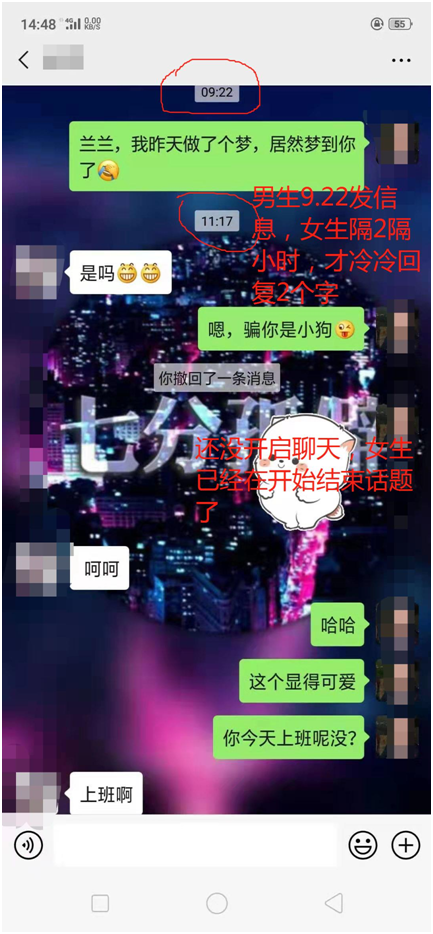 14:48 4G 0.00 KB/S 55
09:22
兰兰，我昨天做了个梦，居然梦到你
了
男生9.22发信
息，女生隔2隔
小时，才冷冷回
复2个字
11:17
是吗
嗯，骗你是小狗
你撤回了一条消息
七分
还没开启聊天，女生
已经在开始结束话题
了
呵呵
哈哈
这个显得可爱
你今天上班呢没？
上班啊